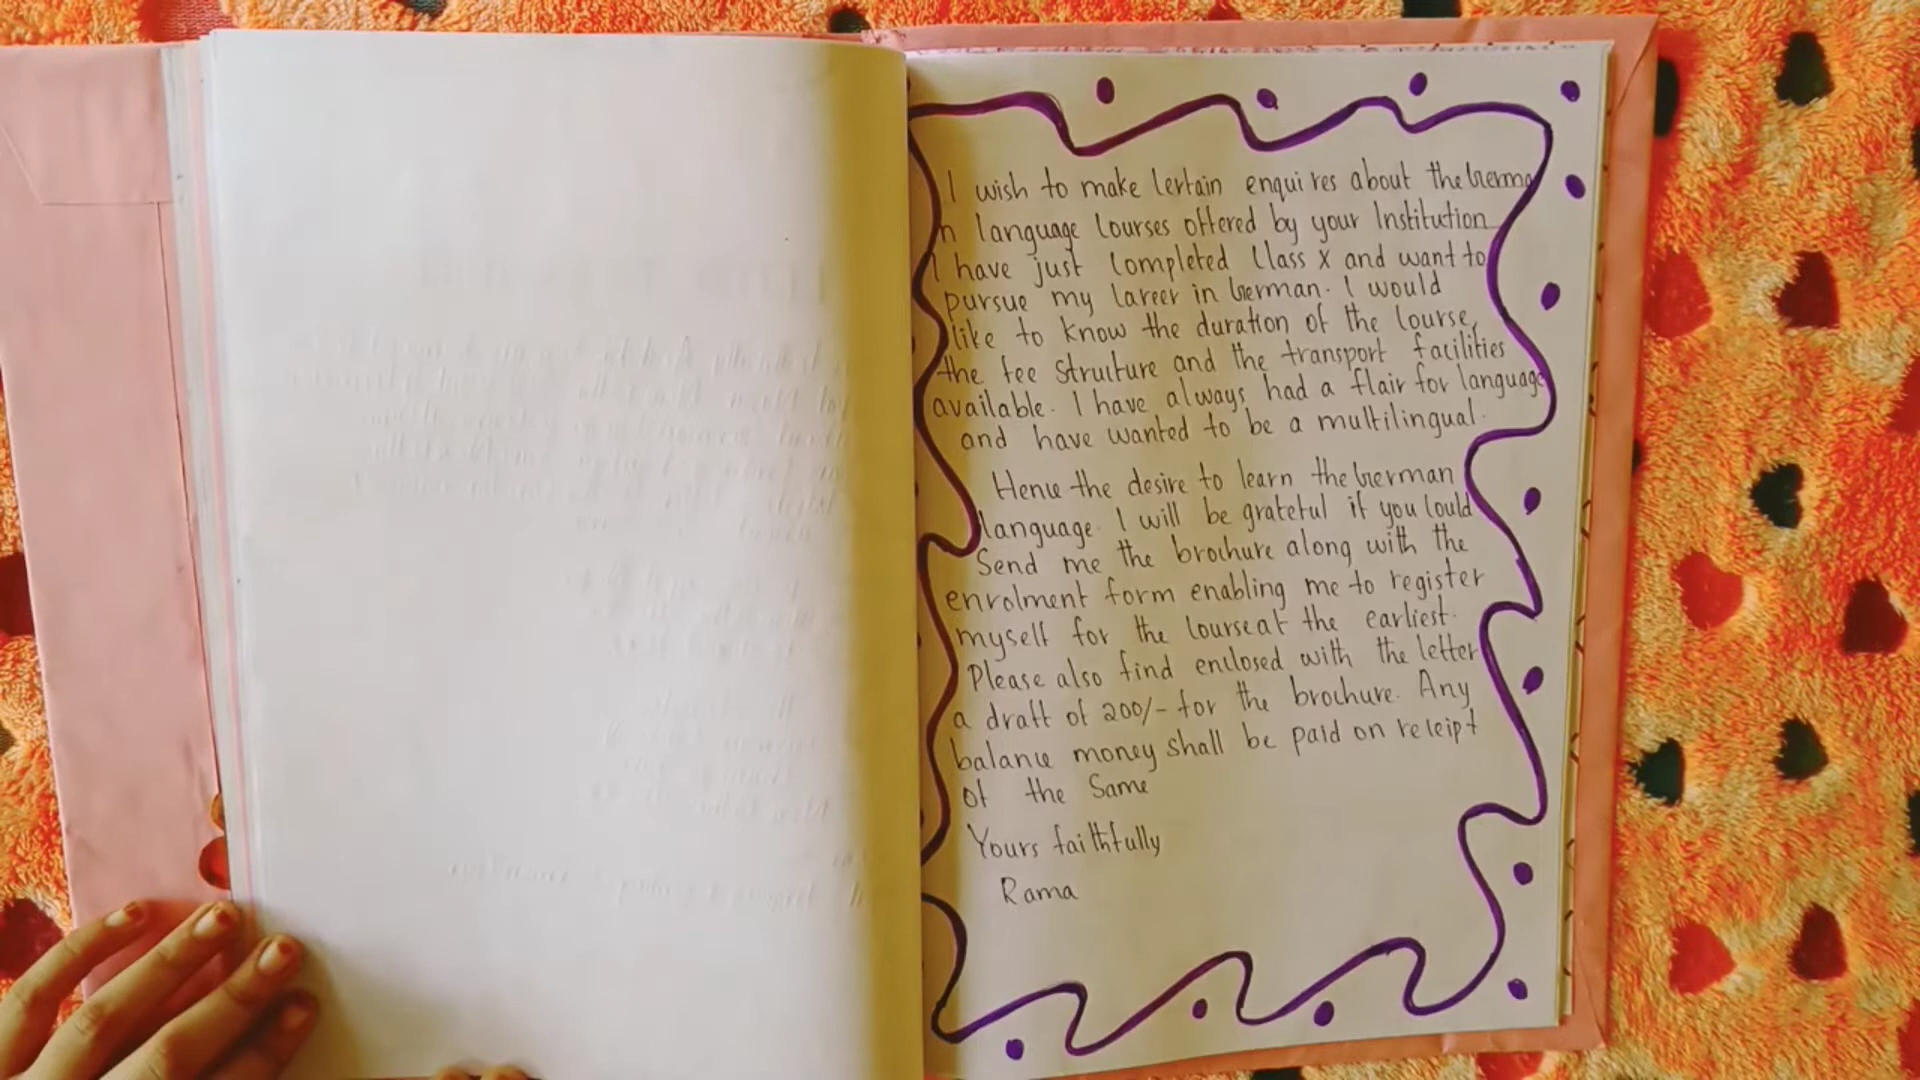 I wish to make certain enquires about the Germa
n language courses offered by your Institution
I have just completed Class X and want to
pursue my career in German. I would
like to know the duration of the course,
the fee structure and the transport facilities
available. I have always had a flair for language
and have wanted to be a multilingual.
Hence the desire to learn the German
language. I will be grateful if you could
Send me the brochure along with the
enrolment form enabling me to register
myself for the course at the earliest.
Please also find enclosed with the letter
a draft of 200/- for the brochure. Any
balance money shall be paid on receipt
of the Same
Yours faithfully
Rama